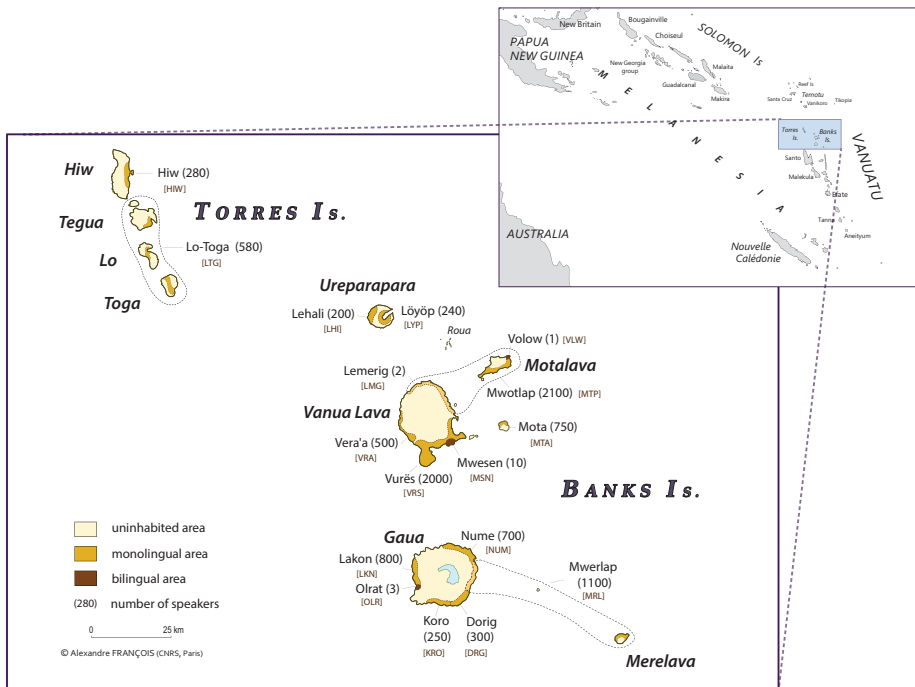 New Britain
Bougainville
Choiseul
SOLOMON Is
PAPUA
NEW GUINEA
New Georgia
group
Malaita
Guadalcanal
Makira
Reef Is
Temotu
Santa Cruz
Vanikoro
Tikopia
MELANESIA
Torres
Is.
Banks
Is.
VANUATU
Santo
Malekula
Efate
Tanna
Aneityum
AUSTRALIA
Nouvelle
Calédonie
Hiw
Hiw (280)
[HIW]
TORRES Is.
Tegua
Lo-Toga (580)
[LTG]
Lo
Toga
Ureparapara
Lehali (200)
[LHI]
Löyöp (240)
[LYP]
Roua
Volow (1) [VLW]
Motalava
Lemerig (2)
[LMG]
Mwotlap (2100) [MTP]
Vanua Lava
Mota (750)
[MTA]
Vera'a (500)
[VRA]
Mwesen (10)
[MSN]
Vurës (2000)
[VRS]
BANKS Is.
Gaua
Nume (700)
[NUM]
Lakon (800)
[LKN]
Olrat (3)
[OLR]
Mwerlap
(1100)
[MRL]
Koro
(250)
[KRO]
Dorig
(300)
[DRG]
Merelava
uninhabited area
monolingual area
bilingual area
(280) number of speakers
0 25 km
© Alexandre FRANÇOIS (CNRS, Paris)